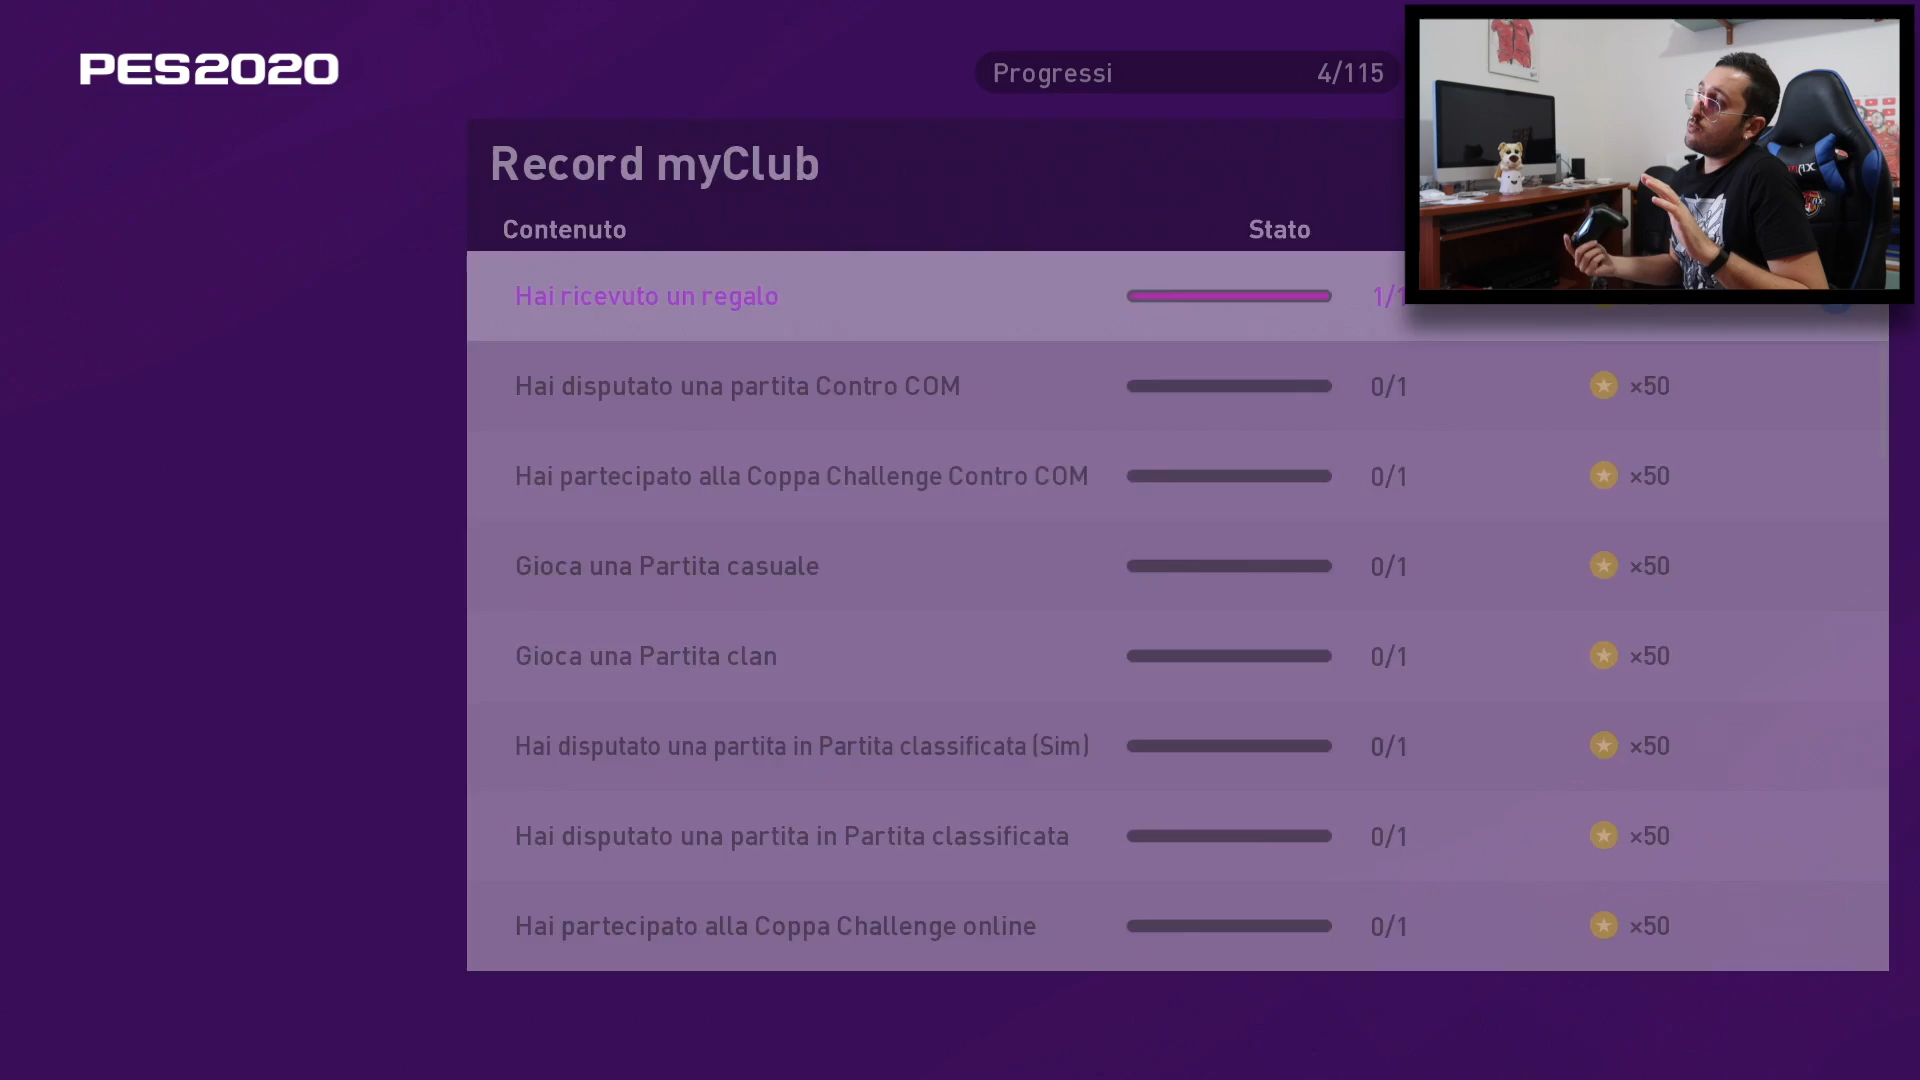 PES2020
Progressi 4/115
Record myClub
Contenuto Stato
Hai ricevuto un regalo 1/1
Hai disputato una partita Contro COM 0/1 ×50
Hai partecipato alla Coppa Challenge Contro COM 0/1 ×50
Gioca una Partita casuale 0/1 ×50
Gioca una Partita clan 0/1 ×50
Hai disputato una partita in Partita classificata (Sim) 0/1 ×50
Hai disputato una partita in Partita classificata 0/1 ×50
Hai partecipato alla Coppa Challenge online 0/1 ×50